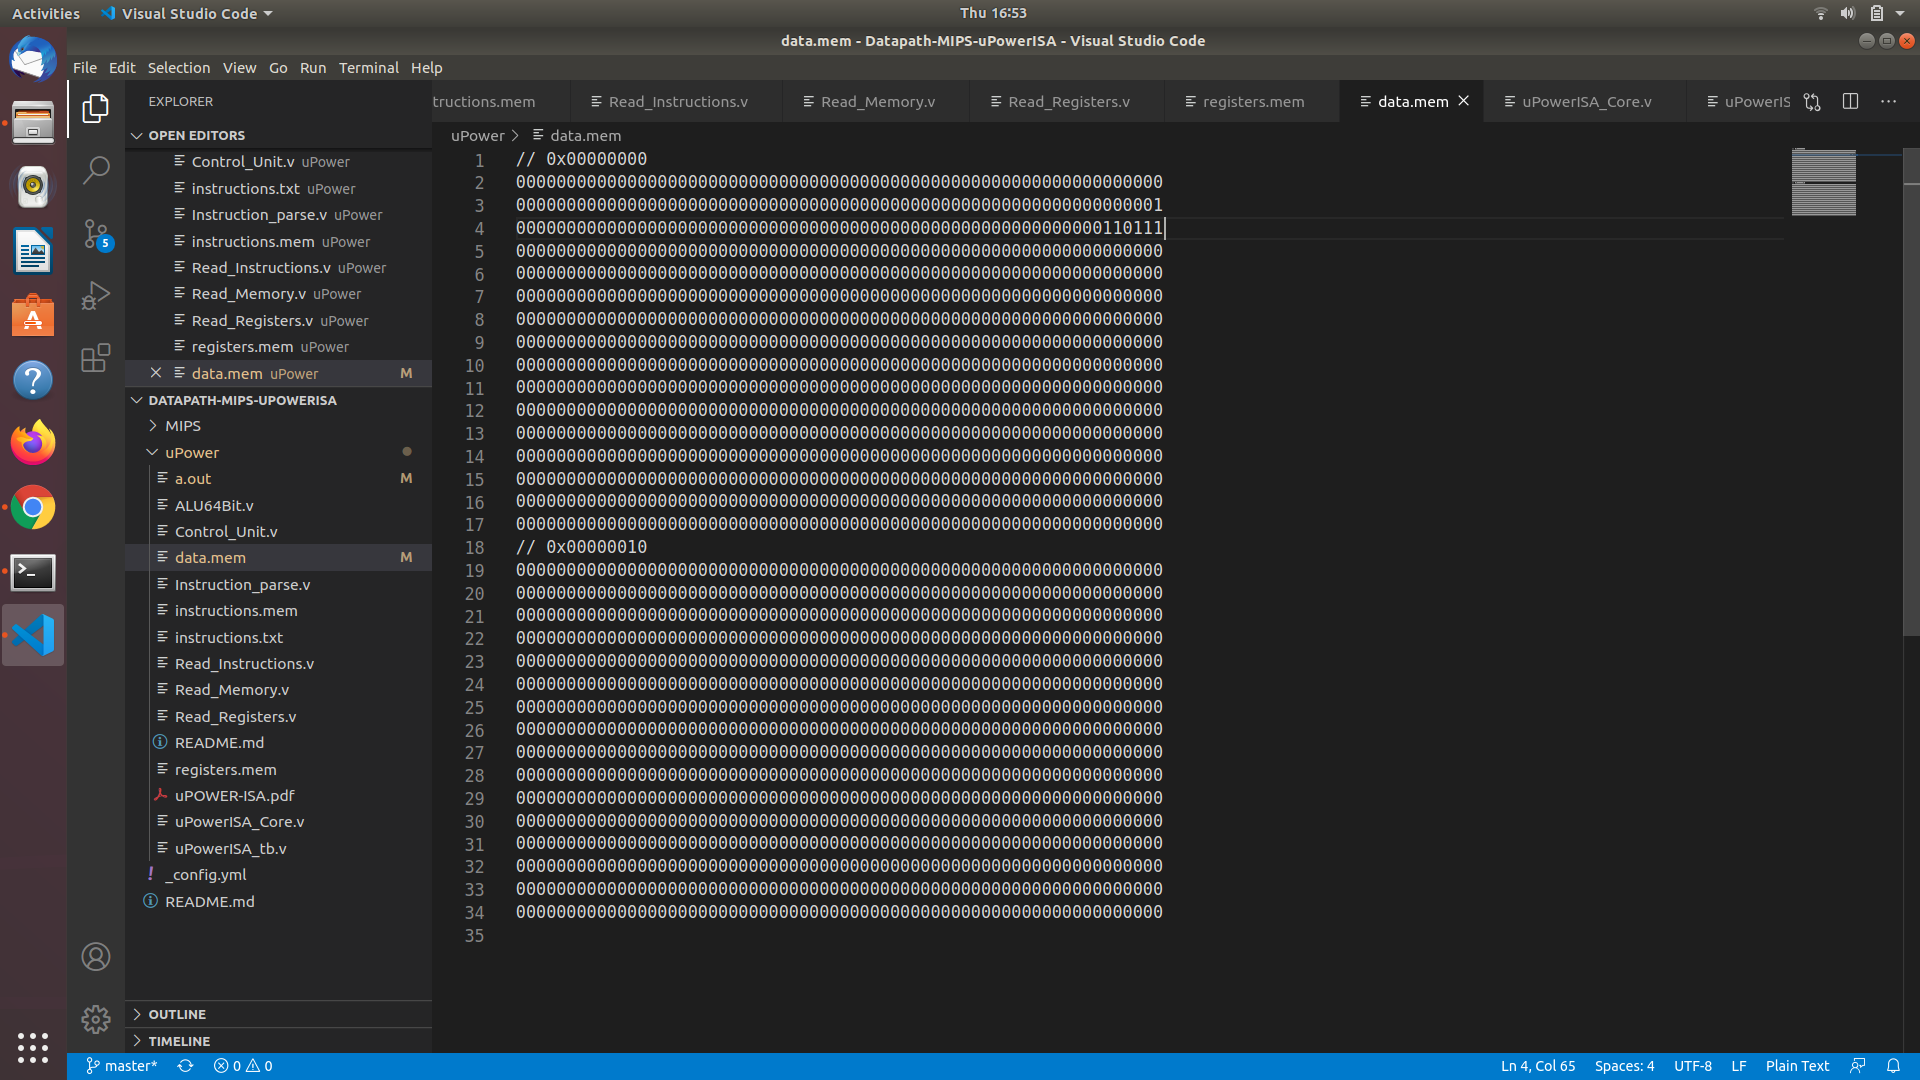 Activities Visual Studio Code Thu 16:53
data.mem - Datapath-MIPS-uPowerISA - Visual Studio Code
File Edit Selection View Go Run Terminal Help
EXPLORER
OPEN EDITORS
Control_Unit.v uPower
instructions.txt uPower
Instruction_parse.v uPower
instructions.mem uPower
Read_Instructions.v uPower
Read_Memory.v uPower
Read_Registers.v uPower
registers.mem uPower
data.mem uPower M
DATAPATH-MIPS-UPOWERISA
MIPS
uPower
a.out M
ALU64Bit.v
Control_Unit.v
data.mem M
Instruction_parse.v
instructions.mem
instructions.txt
Read_Instructions.v
Read_Memory.v
Read_Registers.v
README.md
registers.mem
uPOWER-ISA.pdf
uPowerISA_Core.v
uPowerISA_tb.v
_config.yml
README.md
OUTLINE
TIMELINE
5
tructions.mem Read_Instructions.v Read_Memory.v Read_Registers.v registers.mem data.mem uPowerISA_Core.v uPowerIS
uPower > data.mem
1 // 0x00000000
2 0000000000000000000000000000000000000000000000000000000000000000
3 0000000000000000000000000000000000000000000000000000000000000001
4 0000000000000000000000000000000000000000000000000000000000110111
5 0000000000000000000000000000000000000000000000000000000000000000
6 0000000000000000000000000000000000000000000000000000000000000000
7 0000000000000000000000000000000000000000000000000000000000000000
8 0000000000000000000000000000000000000000000000000000000000000000
9 0000000000000000000000000000000000000000000000000000000000000000
10 0000000000000000000000000000000000000000000000000000000000000000
11 0000000000000000000000000000000000000000000000000000000000000000
12 0000000000000000000000000000000000000000000000000000000000000000
13 0000000000000000000000000000000000000000000000000000000000000000
14 0000000000000000000000000000000000000000000000000000000000000000
15 0000000000000000000000000000000000000000000000000000000000000000
16 0000000000000000000000000000000000000000000000000000000000000000
17 0000000000000000000000000000000000000000000000000000000000000000
18 // 0x00000010
19 0000000000000000000000000000000000000000000000000000000000000000
20 0000000000000000000000000000000000000000000000000000000000000000
21 0000000000000000000000000000000000000000000000000000000000000000
22 0000000000000000000000000000000000000000000000000000000000000000
23 0000000000000000000000000000000000000000000000000000000000000000
24 0000000000000000000000000000000000000000000000000000000000000000
25 0000000000000000000000000000000000000000000000000000000000000000
26 0000000000000000000000000000000000000000000000000000000000000000
27 0000000000000000000000000000000000000000000000000000000000000000
28 0000000000000000000000000000000000000000000000000000000000000000
29 0000000000000000000000000000000000000000000000000000000000000000
30 0000000000000000000000000000000000000000000000000000000000000000
31 0000000000000000000000000000000000000000000000000000000000000000
32 0000000000000000000000000000000000000000000000000000000000000000
33 0000000000000000000000000000000000000000000000000000000000000000
34 0000000000000000000000000000000000000000000000000000000000000000
35
master* 0 0 Ln 4, Col 65 Spaces: 4 UTF-8 LF Plain Text